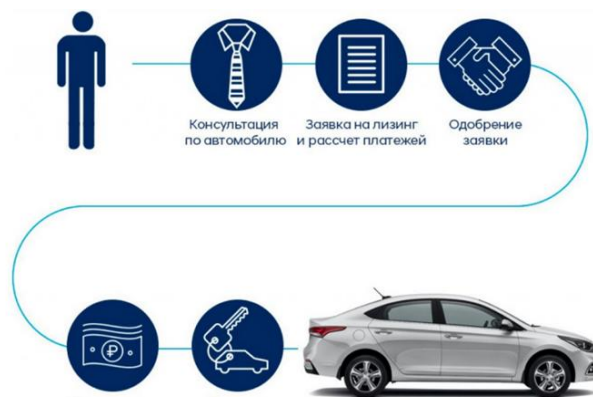 Консультация
по автомобилю
Заявка на лизинг
и рассчет платежей
Одобрение
заявки
₽